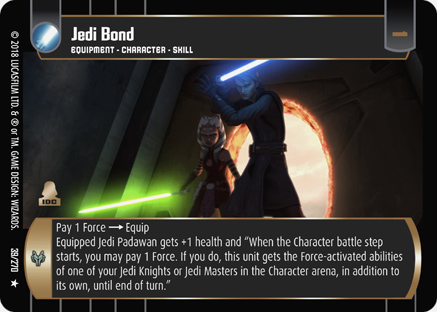 Jedi Bond
EQUIPMENT - CHARACTER - SKILL
© 2018 LUCASFILM LTD. & ® or TM. GAME DESIGN: WIZARDS.
39/270
IDC
Pay 1 Force → Equip
Equipped Jedi Padawan gets +1 health and “When the Character battle step
starts, you may pay 1 Force. If you do, this unit gets the Force-activated abilities
of one of your Jedi Knights or Jedi Masters in the Character arena, in addition to
its own, until end of turn.”